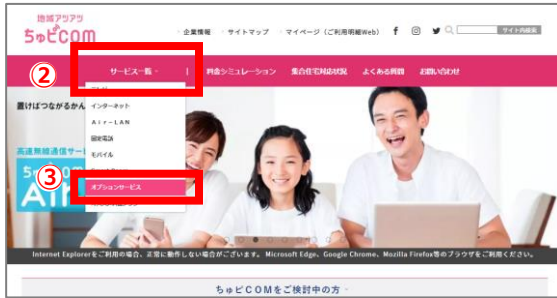 地域アツアツ
ちゅピCOM
企業情報 サイトマップ マイページ（ご利用明細Web） サイト内検索
② サービス一覧 料金シミュレーション 集合住宅対応状況 よくある質問 お問い合わせ
置けばつながるかん
インターネット
Air-LAN
固定電話
モバイル
高速無線通信サー
③ オプションサービス
Internet Explorerをご利用の場合、正常に動作しない場合がございます。 Microsoft Edge、Google Chrome、Mozilla Firefox等のブラウザをご利用ください。
ちゅピCOMをご検討中の方